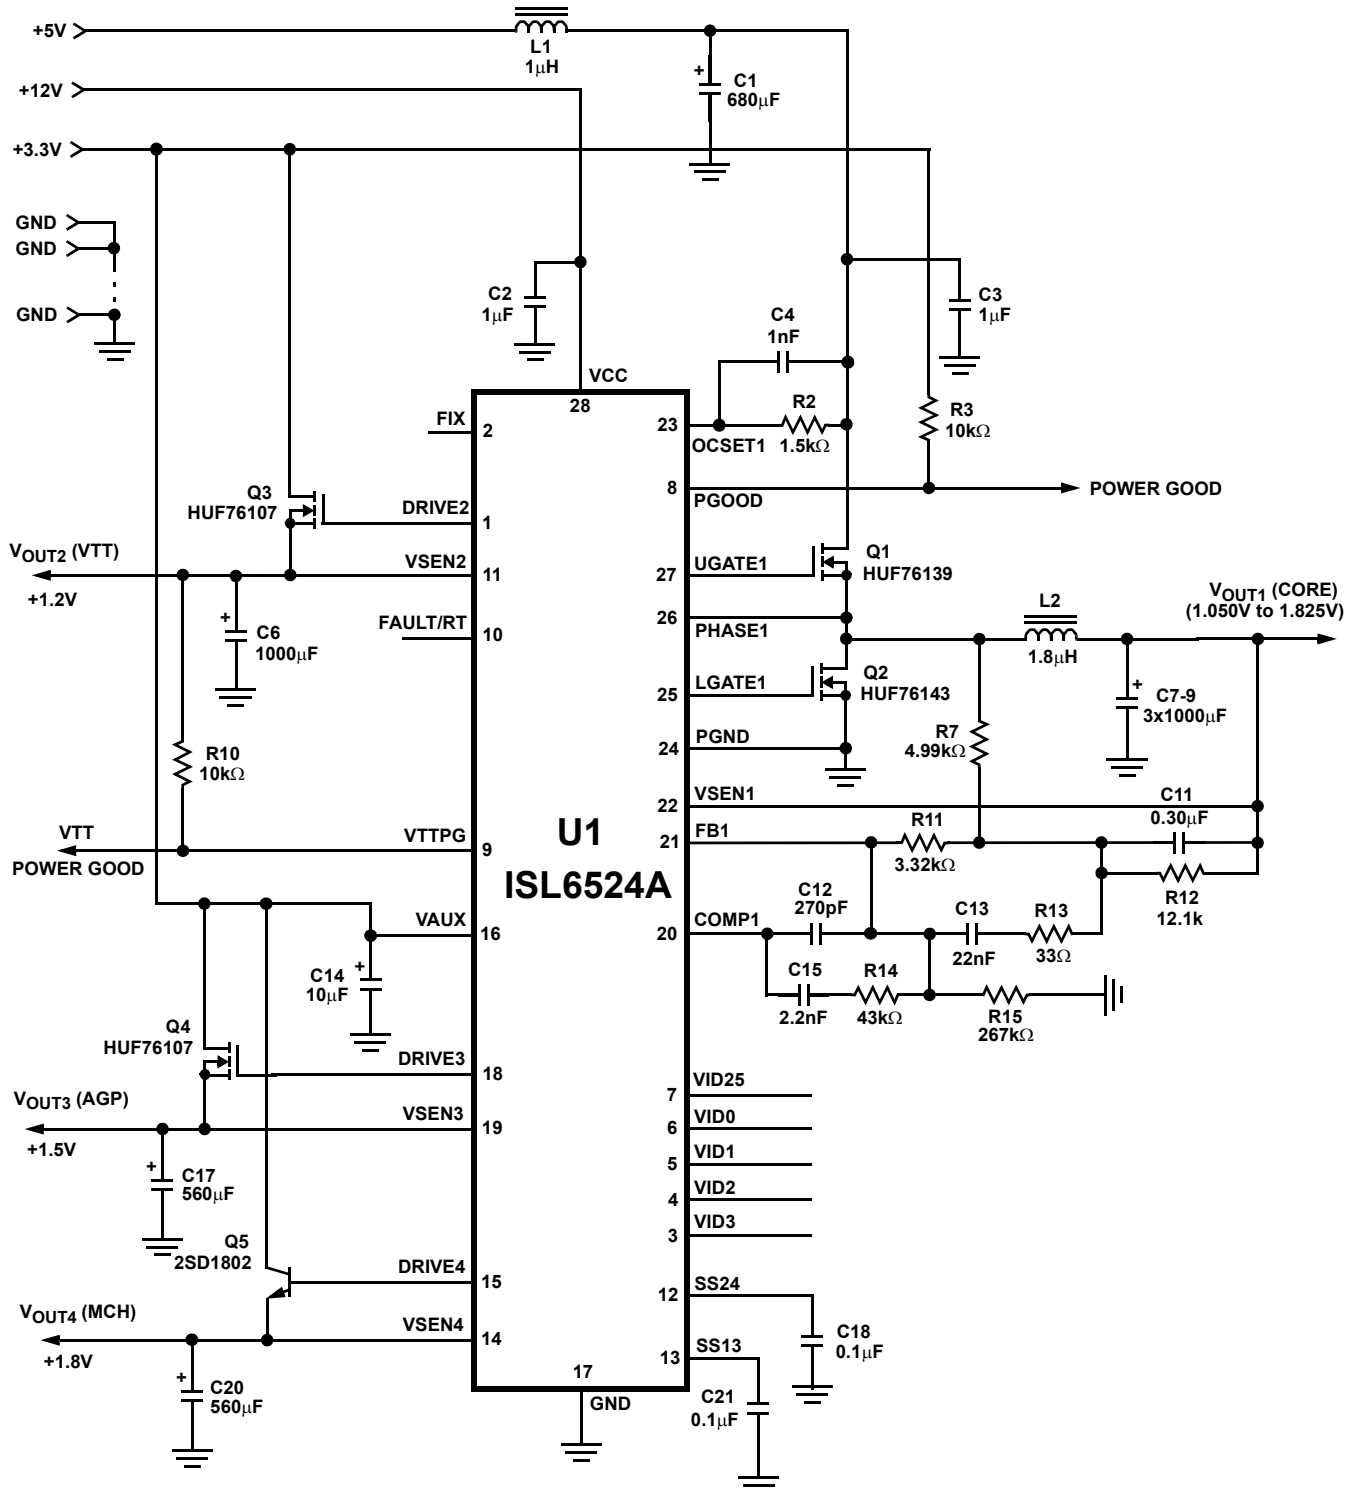 +5V
L1
1μH
+
C1
680μF
+12V
+3.3V
GND
GND
GND
C2
1μF
C3
1μF
C4
1nF
VCC
28
FIX
2
23
OCSET1
R2
1.5kΩ
R3
10kΩ
8
PGOOD
POWER GOOD
Q3
HUF76107
DRIVE2
1
VOUT2 (VTT)
+1.2V
VSEN2
11
27
UGATE1
Q1
HUF76139
+
C6
1000μF
FAULT/RT
10
26
PHASE1
L2
1.8μH
VOUT1 (CORE)
(1.050V to 1.825V)
25
LGATE1
Q2
HUF76143
+
C7-9
3x1000μF
24
PGND
R7
4.99kΩ
R10
10kΩ
22
VSEN1
VTT
POWER GOOD
VTTPG
9
U1
ISL6524A
21
FB1
R11
3.32kΩ
C11
0.30μF
R12
12.1k
VAUX
16
20
COMP1
C12
270pF
C13
22nF
R13
33Ω
+
C14
10μF
C15
2.2nF
R14
43kΩ
R15
267kΩ
Q4
HUF76107
DRIVE3
18
7
VID25
VOUT3 (AGP)
+1.5V
VSEN3
19
6
VID0
5
VID1
4
VID2
3
VID3
+
C17
560μF
Q5
2SD1802
DRIVE4
15
12
SS24
C18
0.1μF
VOUT4 (MCH)
+1.8V
VSEN4
14
13
SS13
C21
0.1μF
+
C20
560μF
17
GND